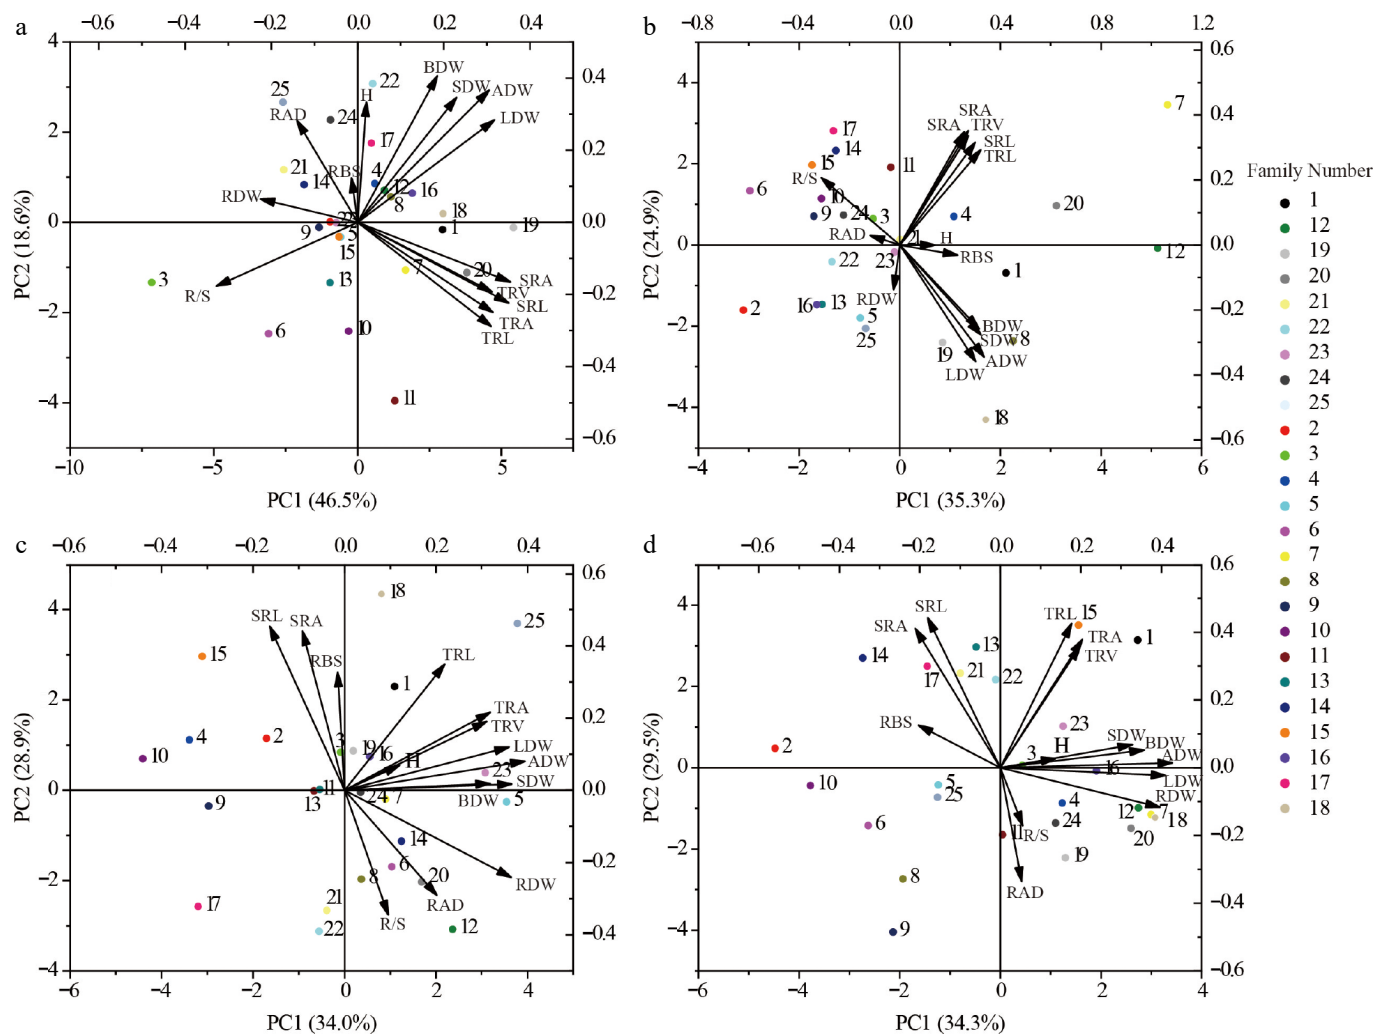 a
−0.6 −0.4 −0.2 0.0 0.2 0.4
4 2 0 −2 −4
0.4 0.2 0.0 −0.2 −0.4 −0.6
−10 −5 0 5
PC2 (18.6%)
PC1 (46.5%)
BDW
22
SDW
ADW
25
H
RAD
24
LDW
17
21
14
RBS
4
12
16
8
RDW
18
9
5
1
19
15
3
13
7
20
SRA
R/S
TRV
SRL
6
10
TRA
TRL
11
b
−0.8 −0.4 0.0 0.4 0.8 1.2
4 2 0 −2 −4
0.6 0.4 0.2 0.0 −0.2 −0.4 −0.6
−4 −2 0 2 4 6
PC2 (24.9%)
PC1 (35.3%)
7
SRA
17
SRA
TRV
14
SRL
15
11
TRL
R/S
6
10
20
9
24
3
4
RAD
21
H
12
22
23
RBS
1
RDW
2
16
13
5
BDW
25
SDW
8
19
ADW
LDW
18
c
−0.6 −0.4 −0.2 0.0 0.2 0.4
4 2 0 −2 −4
0.6 0.4 0.2 0.0 −0.2 −0.4
−6 −4 −2 0 2 4
PC2 (28.9%)
PC1 (34.0%)
18
SRL
SRA
25
15
RBS
TRL
1
TRA
TRV
4
2
3
19
16
LDW
10
H
ADW
23
11
SDW
13
24
7
BDW
5
9
14
6
8
20
RDW
17
21
RAD
22
R/S
12
d
−0.6 −0.4 −0.2 0.0 0.2 0.4
4 2 0 −2 −4
0.6 0.4 0.2 0.0 −0.2 −0.4 −0.6
−4 −2 0 2 4
PC2 (29.5%)
PC1 (34.3%)
SRL
TRL
15
SRA
TRA
1
13
TRV
14
17
21
22
RBS
23
SDW
2
3
H
BDW
ADW
16
LDW
10
5
RDW
25
4
12
7
6
24
18
11
R/S
20
19
8
RAD
9
Family Number
1
12
19
20
21
22
23
24
25
2
3
4
5
6
7
8
9
10
11
13
14
15
16
17
18